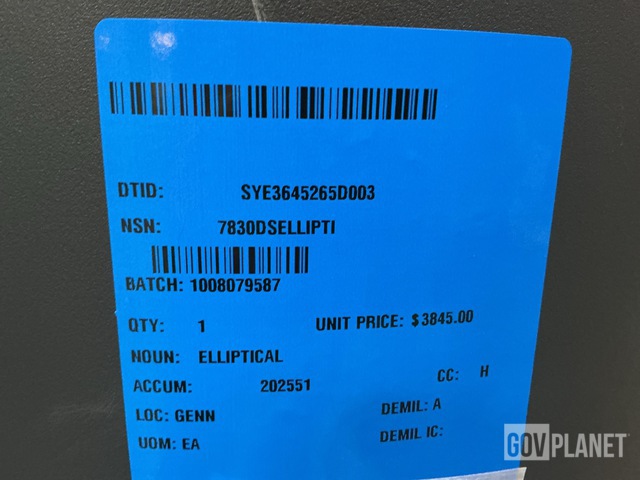 DTID: SYE3645265D003
NSN: 7830DSELLIPTI
BATCH: 1008079587
QTY: 1 UNIT PRICE: $3845.00
NOUN: ELLIPTICAL
ACCUM: 202551 CC: H
LOC: GENN DEMIL: A
UOM: EA DEMIL IC:
GOVPLANET